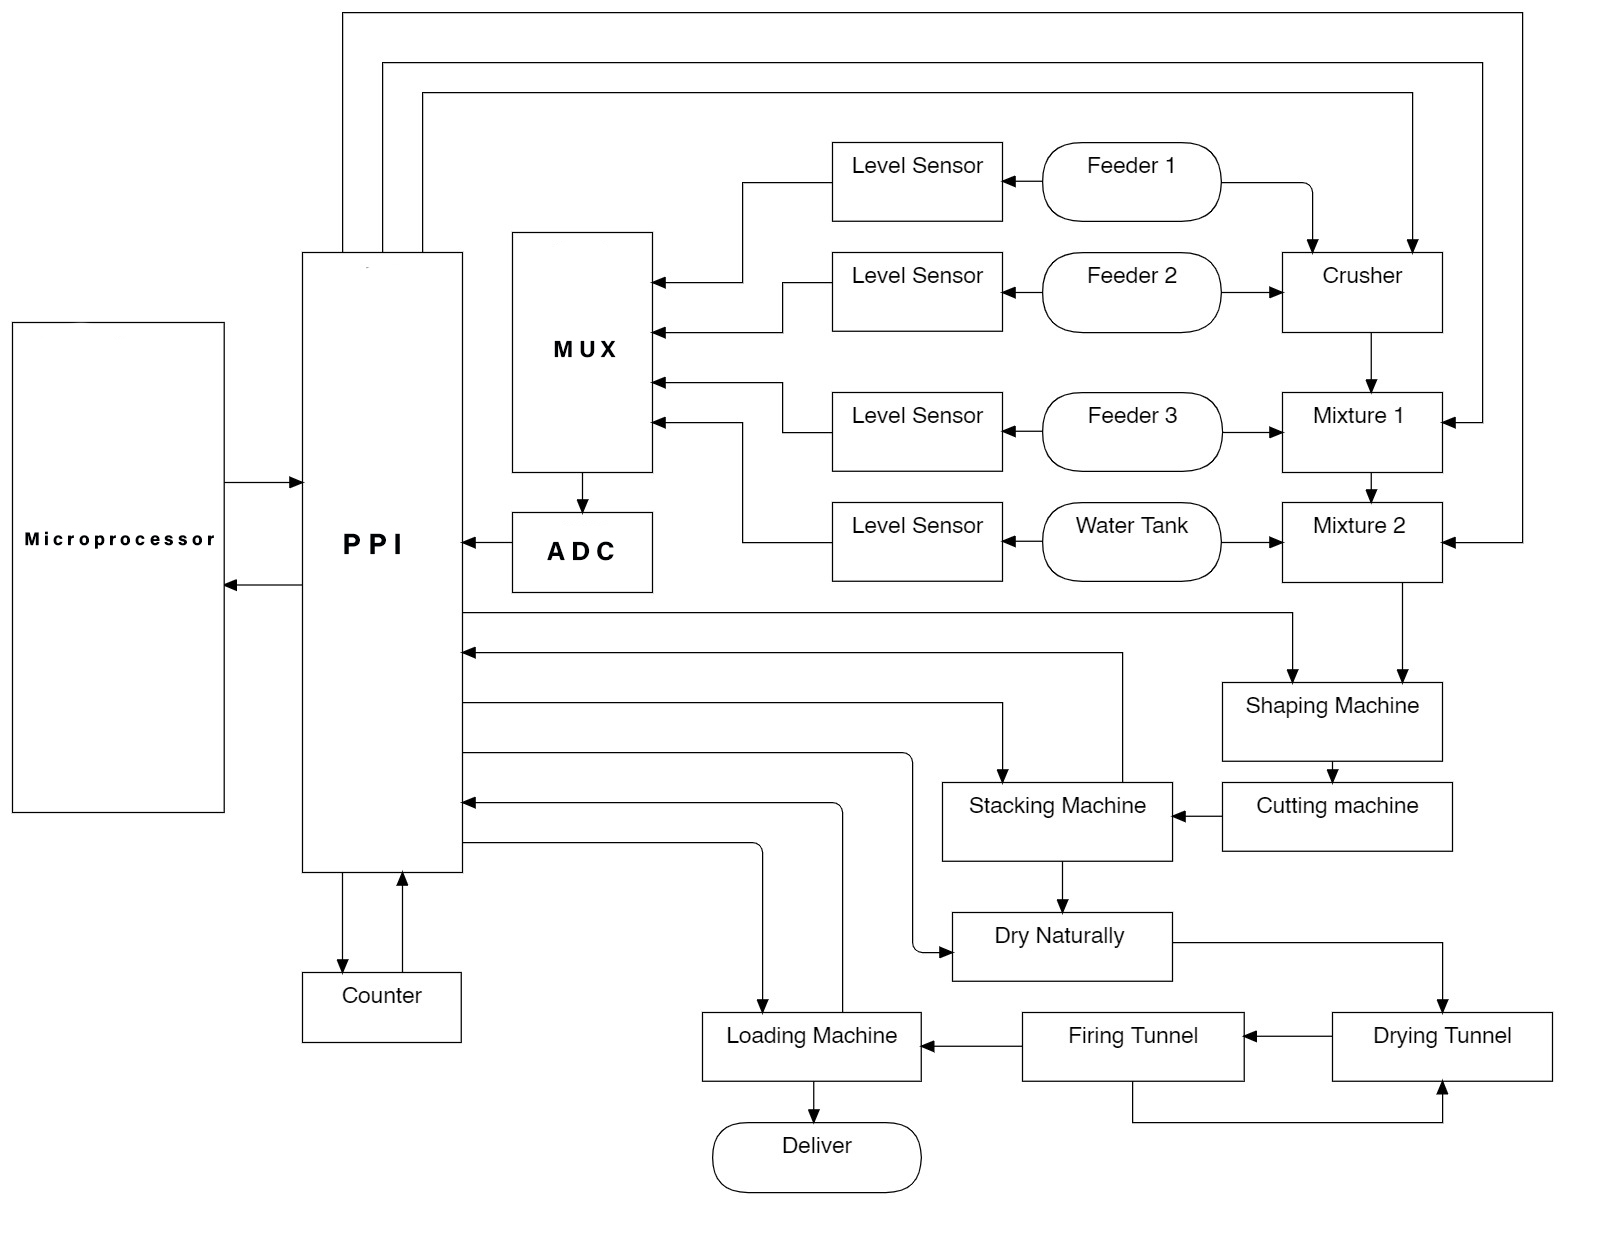 Level Sensor
Feeder 1
Level Sensor
Feeder 2
Crusher
MUX
Level Sensor
Feeder 3
Mixture 1
Microprocessor
PPI
ADC
Level Sensor
Water Tank
Mixture 2
Shaping Machine
Stacking Machine
Cutting machine
Dry Naturally
Counter
Loading Machine
Firing Tunnel
Drying Tunnel
Deliver